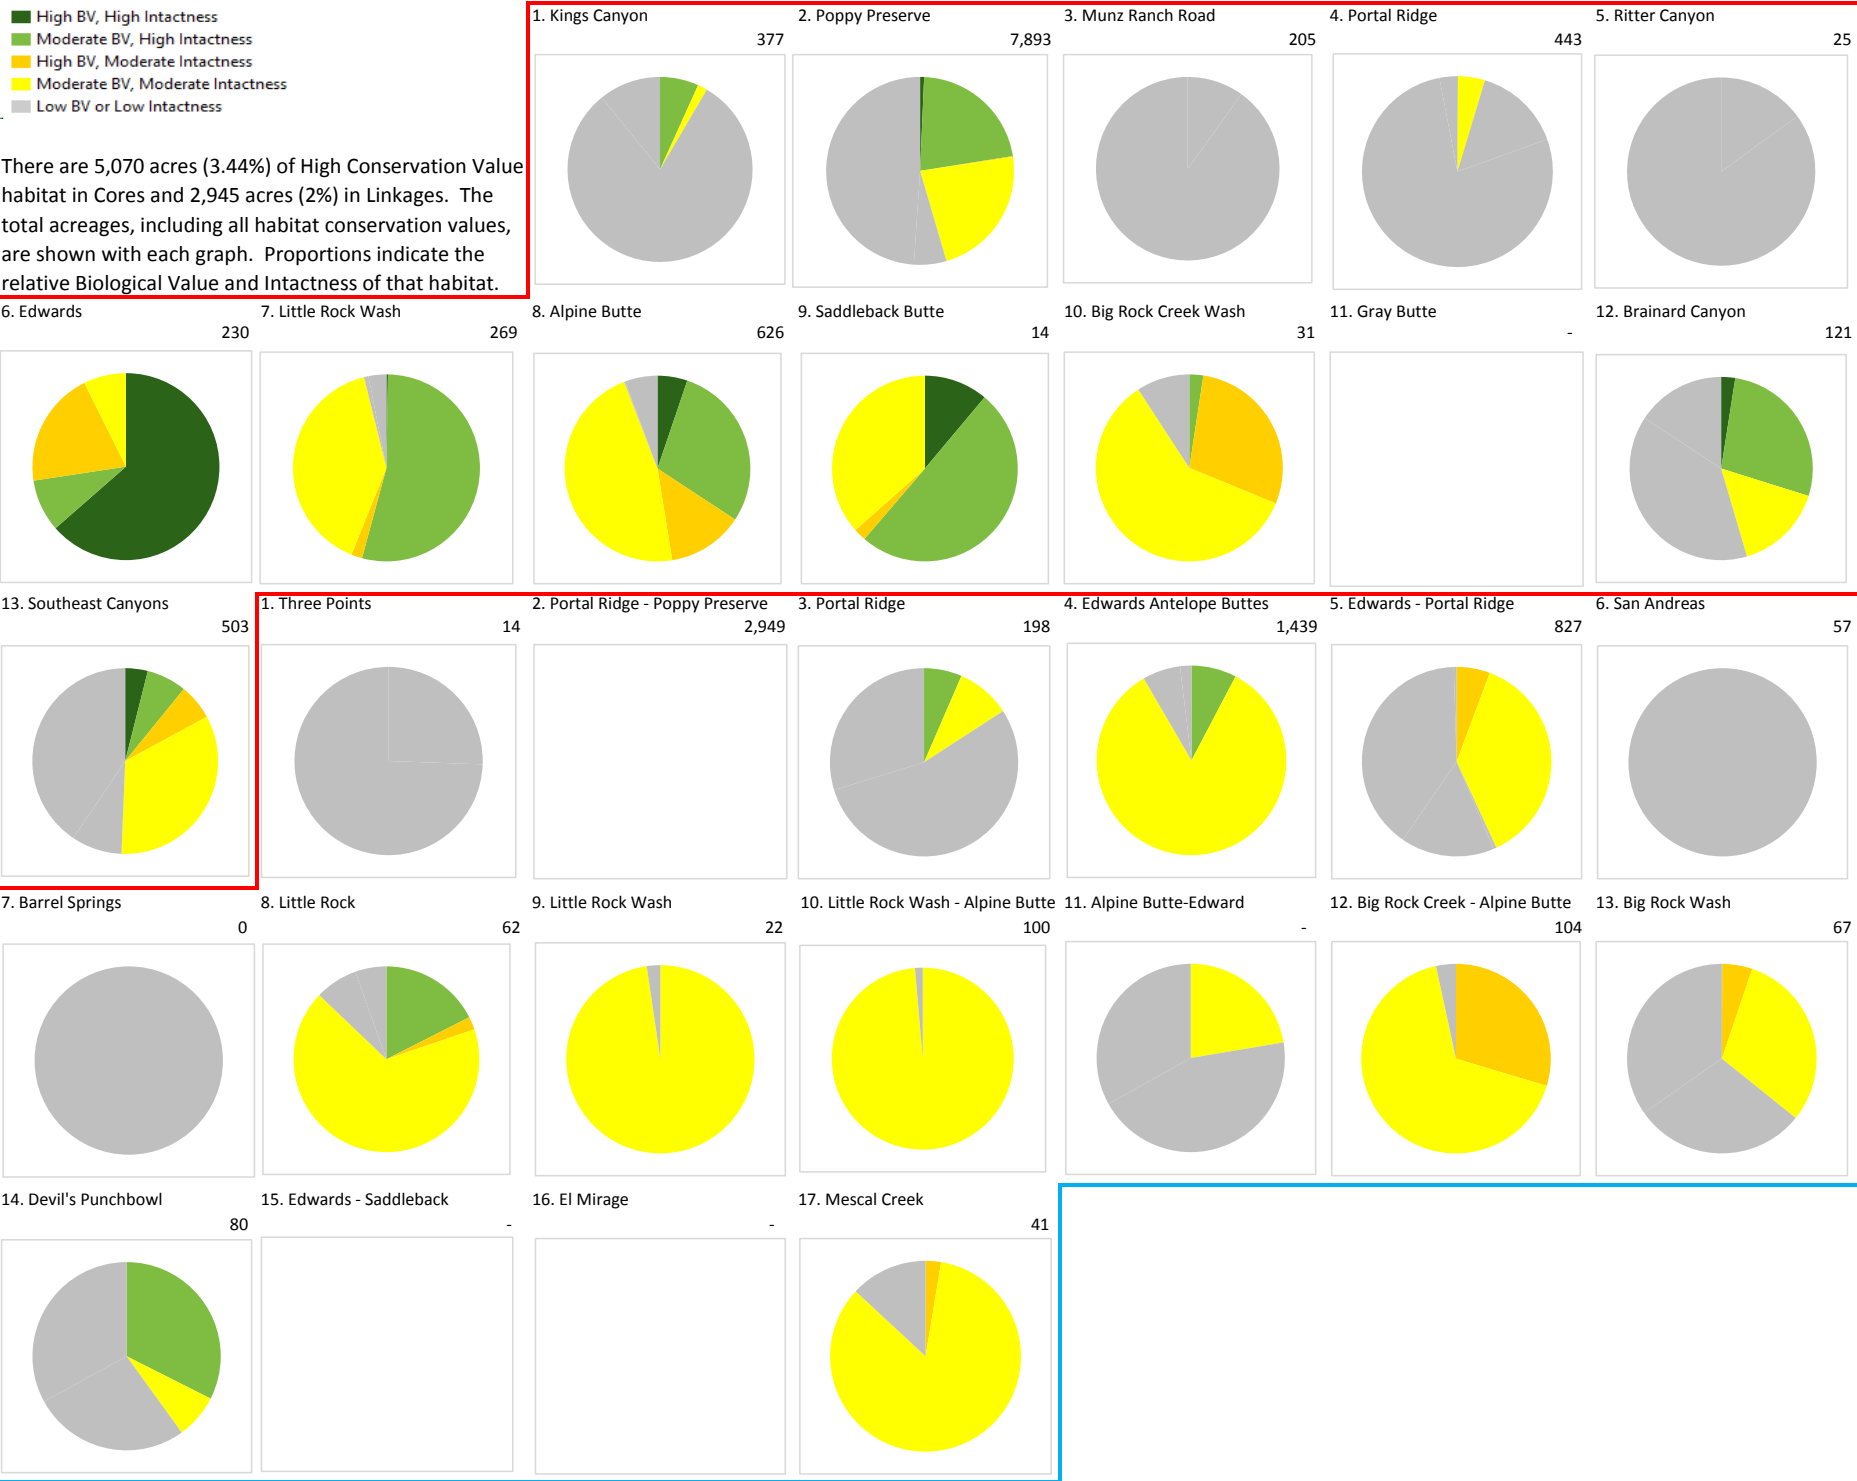 High BV, High Intactness
Moderate BV, High Intactness
High BV, Moderate Intactness
Moderate BV, Moderate Intactness
Low BV or Low Intactness
There are 5,070 acres (3.44%) of High Conservation Value
habitat in Cores and 2,945 acres (2%) in Linkages. The
total acreages, including all habitat conservation values,
are shown with each graph. Proportions indicate the
relative Biological Value and Intactness of that habitat.
1. Kings Canyon
377
2. Poppy Preserve
7,893
3. Munz Ranch Road
205
4. Portal Ridge
443
5. Ritter Canyon
25
6. Edwards
230
7. Little Rock Wash
269
8. Alpine Butte
626
9. Saddleback Butte
14
10. Big Rock Creek Wash
31
11. Gray Butte
-
12. Brainard Canyon
121
13. Southeast Canyons
503
1. Three Points
14
2. Portal Ridge - Poppy Preserve
2,949
3. Portal Ridge
198
4. Edwards Antelope Buttes
1,439
5. Edwards - Portal Ridge
827
6. San Andreas
57
7. Barrel Springs
0
8. Little Rock
62
9. Little Rock Wash
22
10. Little Rock Wash - Alpine Butte
100
11. Alpine Butte-Edward
-
12. Big Rock Creek - Alpine Butte
104
13. Big Rock Wash
67
14. Devil's Punchbowl
80
15. Edwards - Saddleback
-
16. El Mirage
-
17. Mescal Creek
41